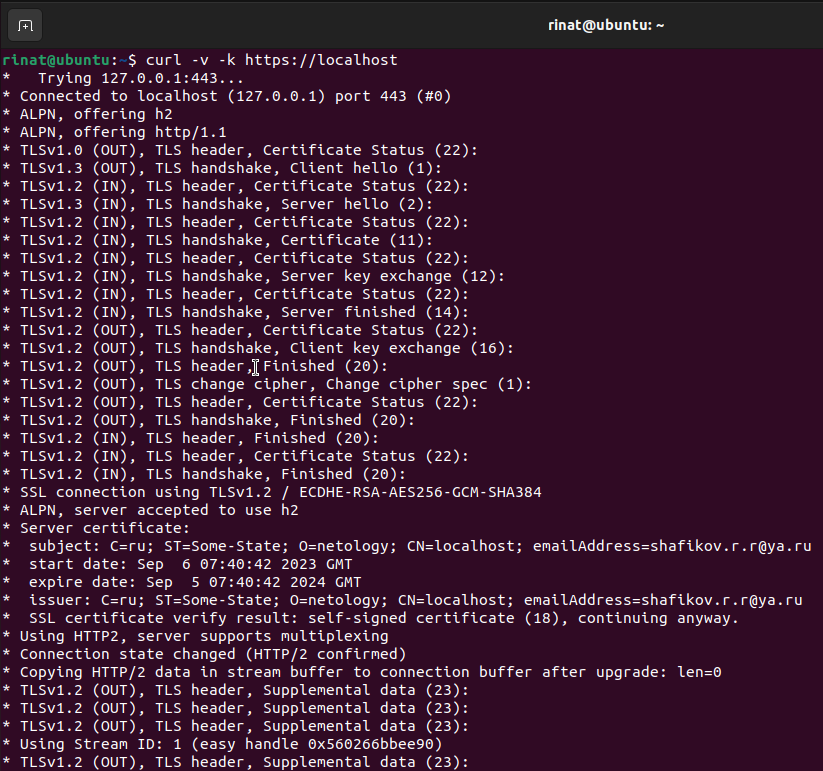 rinat@ubuntu: ~
rinat@ubuntu:~$ curl -v -k https://localhost
*   Trying 127.0.0.1:443...
* Connected to localhost (127.0.0.1) port 443 (#0)
* ALPN, offering h2
* ALPN, offering http/1.1
* TLSv1.0 (OUT), TLS header, Certificate Status (22):
* TLSv1.3 (OUT), TLS handshake, Client hello (1):
* TLSv1.2 (IN), TLS header, Certificate Status (22):
* TLSv1.3 (IN), TLS handshake, Server hello (2):
* TLSv1.2 (IN), TLS header, Certificate Status (22):
* TLSv1.2 (IN), TLS handshake, Certificate (11):
* TLSv1.2 (IN), TLS header, Certificate Status (22):
* TLSv1.2 (IN), TLS handshake, Server key exchange (12):
* TLSv1.2 (IN), TLS header, Certificate Status (22):
* TLSv1.2 (IN), TLS handshake, Server finished (14):
* TLSv1.2 (OUT), TLS header, Certificate Status (22):
* TLSv1.2 (OUT), TLS handshake, Client key exchange (16):
* TLSv1.2 (OUT), TLS header, Finished (20):
* TLSv1.2 (OUT), TLS change cipher, Change cipher spec (1):
* TLSv1.2 (OUT), TLS header, Certificate Status (22):
* TLSv1.2 (OUT), TLS handshake, Finished (20):
* TLSv1.2 (IN), TLS header, Finished (20):
* TLSv1.2 (IN), TLS header, Certificate Status (22):
* TLSv1.2 (IN), TLS handshake, Finished (20):
* SSL connection using TLSv1.2 / ECDHE-RSA-AES256-GCM-SHA384
* ALPN, server accepted to use h2
* Server certificate:
*  subject: C=ru; ST=Some-State; O=netology; CN=localhost; emailAddress=shafikov.r.r@ya.ru
*  start date: Sep  6 07:40:42 2023 GMT
*  expire date: Sep  5 07:40:42 2024 GMT
*  issuer: C=ru; ST=Some-State; O=netology; CN=localhost; emailAddress=shafikov.r.r@ya.ru
*  SSL certificate verify result: self-signed certificate (18), continuing anyway.
* Using HTTP2, server supports multiplexing
* Connection state changed (HTTP/2 confirmed)
* Copying HTTP/2 data in stream buffer to connection buffer after upgrade: len=0
* TLSv1.2 (OUT), TLS header, Supplemental data (23):
* TLSv1.2 (OUT), TLS header, Supplemental data (23):
* TLSv1.2 (OUT), TLS header, Supplemental data (23):
* Using Stream ID: 1 (easy handle 0x560266bbee90)
* TLSv1.2 (OUT), TLS header, Supplemental data (23):